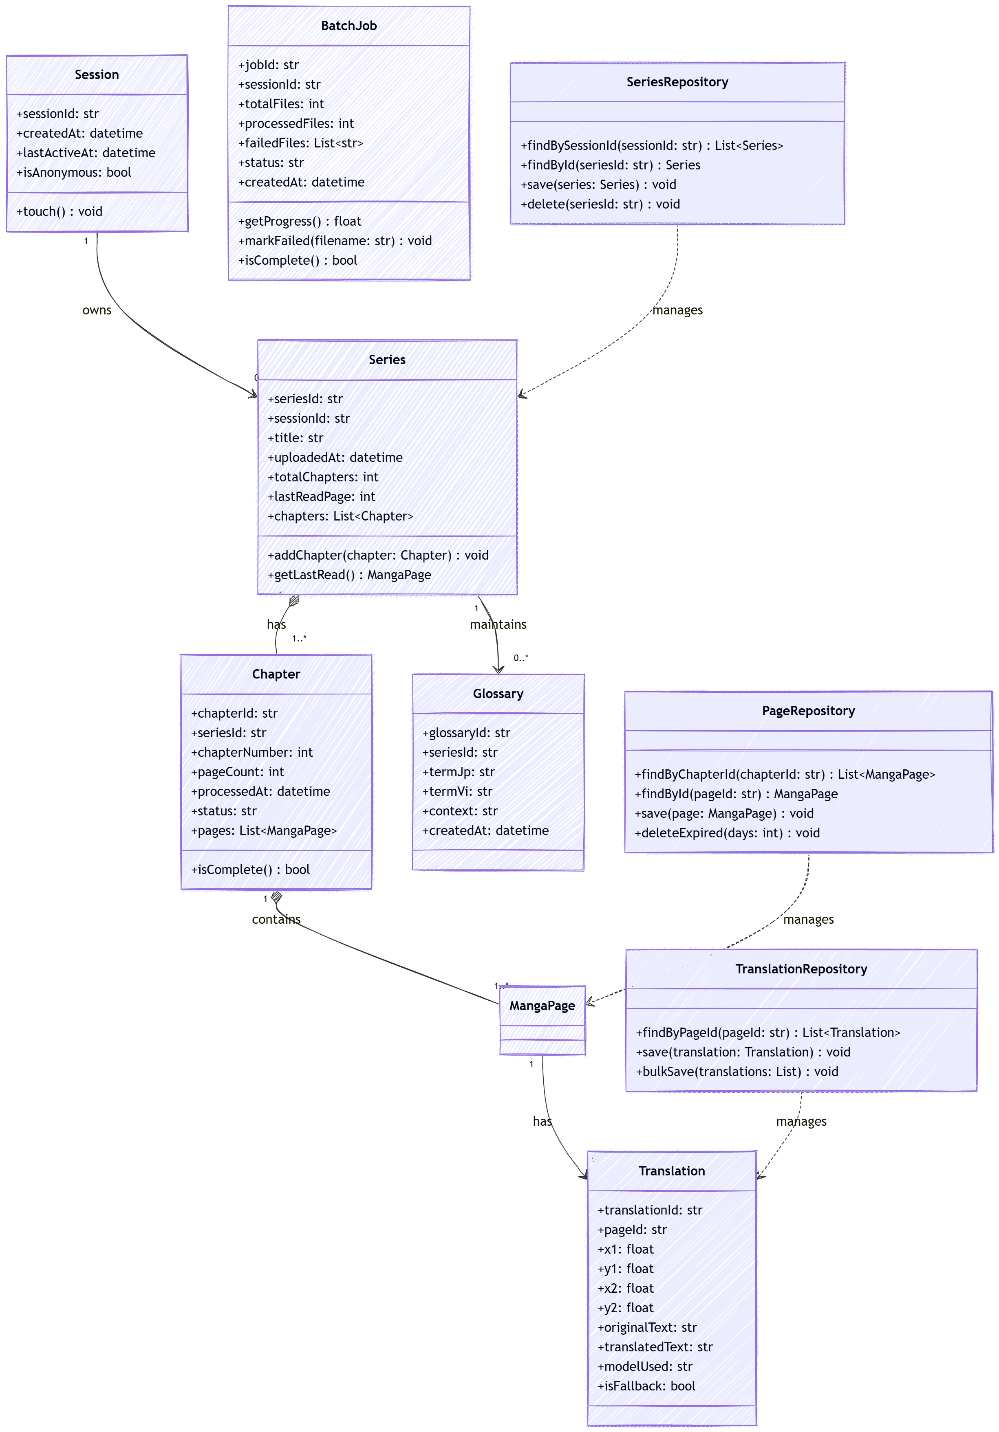 BatchJob
+jobId: str
+sessionId: str
+totalFiles: int
+processedFiles: int
+failedFiles: List<str>
+status: str
+createdAt: datetime
+getProgress() : float
+markFailed(filename: str) : void
+isComplete() : bool
Session
+sessionId: str
+createdAt: datetime
+lastActiveAt: datetime
+isAnonymous: bool
+touch() : void
SeriesRepository
+findBySessionId(sessionId: str) : List<Series>
+findById(seriesId: str) : Series
+save(series: Series) : void
+delete(seriesId: str) : void
1
owns
manages
Series
+seriesId: str
+sessionId: str
+title: str
+uploadedAt: datetime
+totalChapters: int
+lastReadPage: int
+chapters: List<Chapter>
+addChapter(chapter: Chapter) : void
+getLastRead() : MangaPage
has
1..*
1
maintains
0..*
Chapter
+chapterId: str
+seriesId: str
+chapterNumber: int
+pageCount: int
+processedAt: datetime
+status: str
+pages: List<MangaPage>
+isComplete() : bool
Glossary
+glossaryId: str
+seriesId: str
+termJp: str
+termVi: str
+context: str
+createdAt: datetime
PageRepository
+findByChapterId(chapterId: str) : List<MangaPage>
+findById(pageId: str) : MangaPage
+save(page: MangaPage) : void
+deleteExpired(days: int) : void
1
contains
manages
1..*
MangaPage
TranslationRepository
+findByPageId(pageId: str) : List<Translation>
+save(translation: Translation) : void
+bulkSave(translations: List) : void
1
has
manages
Translation
+translationId: str
+pageId: str
+x1: float
+y1: float
+x2: float
+y2: float
+originalText: str
+translatedText: str
+modelUsed: str
+isFallback: bool